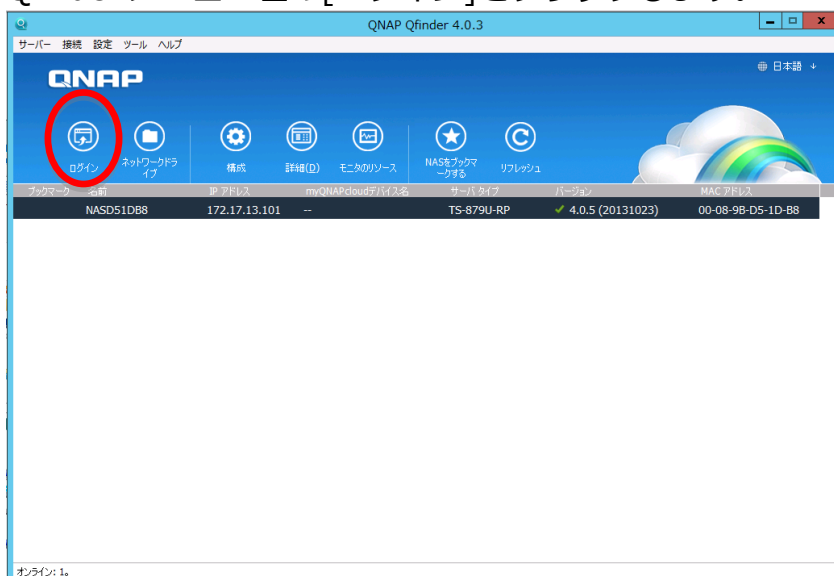 QNAP Qfinder 4.0.3
サーバー 接続 設定 ツール ヘルプ
QNAP
日本語
ログイン
ネットワークドライブ
構成
詳細(D)
モニタのリソース
NASをブックマークする
リフレッシュ
ブックマーク 名前 IP アドレス myQNAPcloudデバイス名 サーバ タイプ バージョン MAC アドレス
NASD51DB8 172.17.13.101 -- TS-879U-RP 4.0.5 (20131023) 00-08-9B-D5-1D-B8
オンライン: 1。